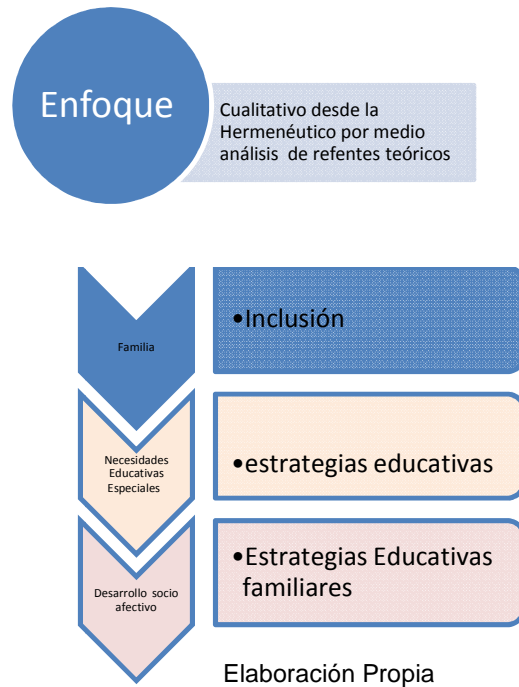 Enfoque
Cualitativo desde la
Hermenéutico por medio
análisis de refentes teóricos
Familia
•Inclusión
Necesidades
Educativas
Especiales
•estrategias educativas
Desarrollo socio
afectivo
•Estrategias Educativas
familiares
Elaboración Propia